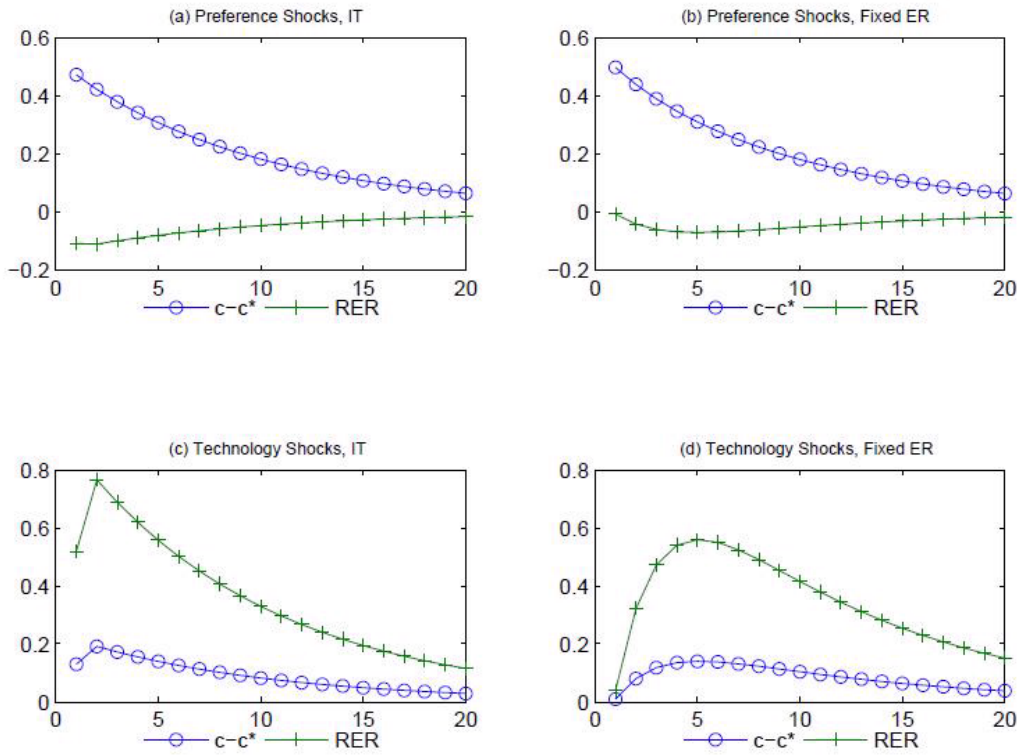 (a) Preference Shocks, IT
0.6
0.4
0.2
0
−0.2
0 5 10 15 20
c−c* RER
(b) Preference Shocks, Fixed ER
0.6
0.4
0.2
0
−0.2
0 5 10 15 20
c−c* RER
(c) Technology Shocks, IT
0.8
0.6
0.4
0.2
0
0 5 10 15 20
c−c* RER
(d) Technology Shocks, Fixed ER
0.8
0.6
0.4
0.2
0
0 5 10 15 20
c−c* RER